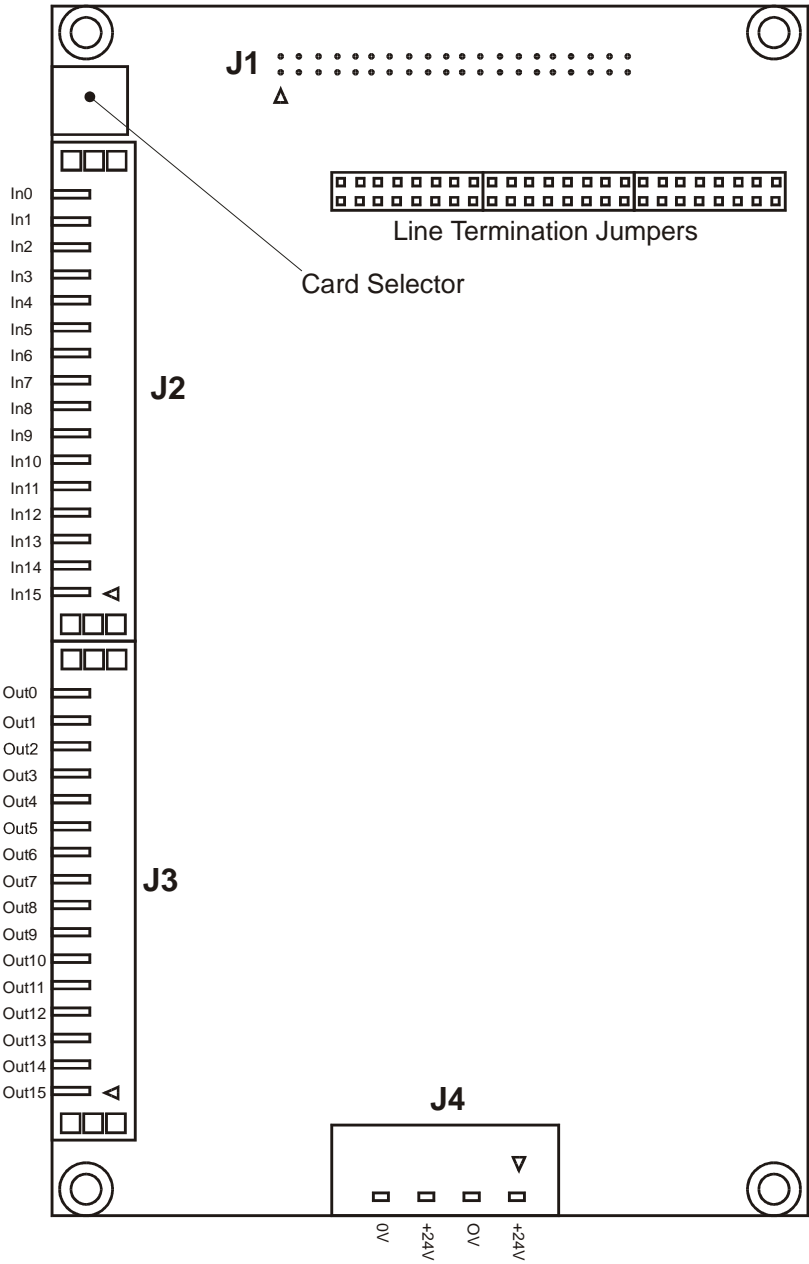 J1
Line Termination Jumpers
Card Selector
In0
In1
In2
In3
In4
In5
In6
In7
In8
In9
In10
In11
In12
In13
In14
In15
J2
Out0
Out1
Out2
Out3
Out4
Out5
Out6
Out7
Out8
Out9
Out10
Out11
Out12
Out13
Out14
Out15
J3
J4
0V
+24V
OV
+24V